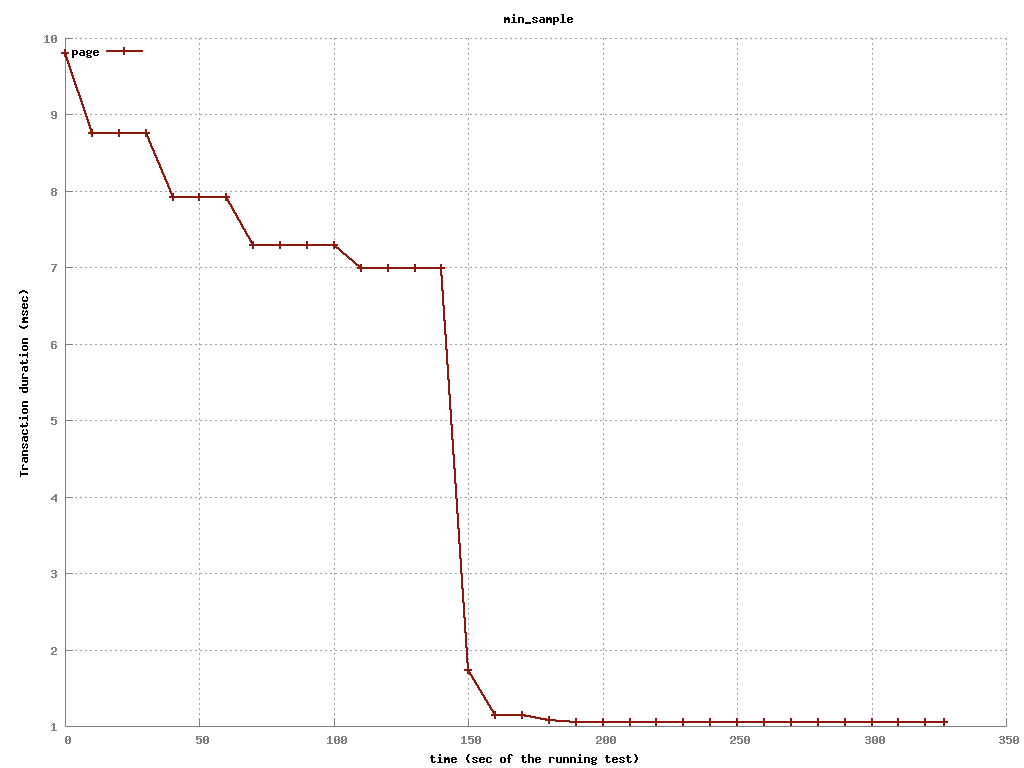 min_sample
page
10
9
8
7
6
5
4
3
2
1
Transaction duration (msec)
0 50 100 150 200 250 300 350
time (sec of the running test)